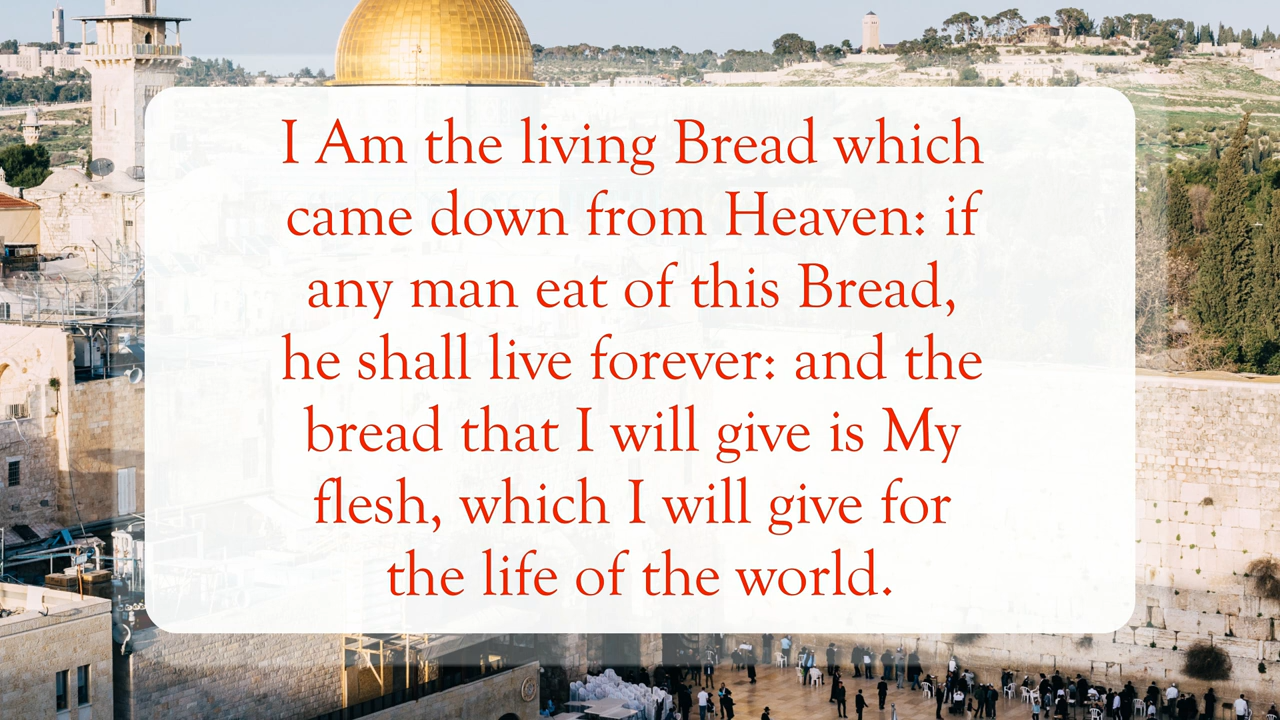 I Am the living Bread which
came down from Heaven: if
any man eat of this Bread,
he shall live forever: and the
bread that I will give is My
flesh, which I will give for
the life of the world.